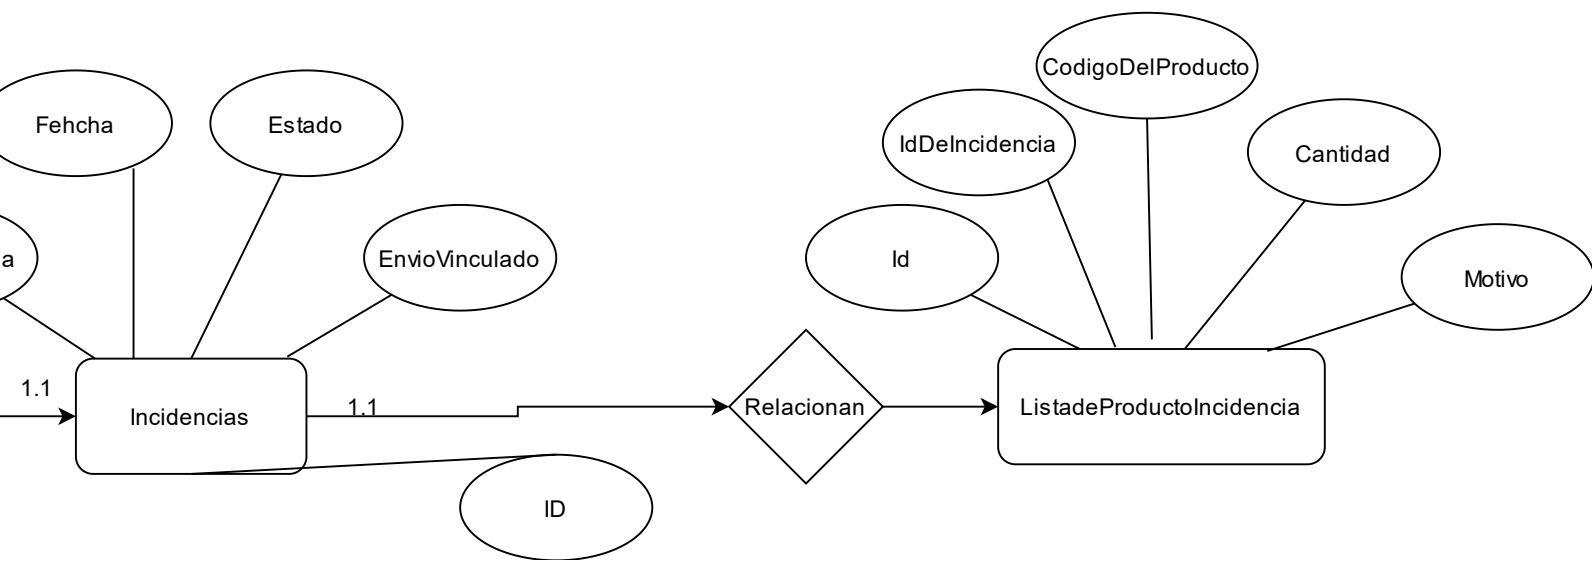 CodigoDelProducto
Fehcha
Estado
IdDeIncidencia
Cantidad
a
EnvioVinculado
Id
Motivo
1.1
Incidencias
1.1
Relacionan
ListadeProductoIncidencia
ID